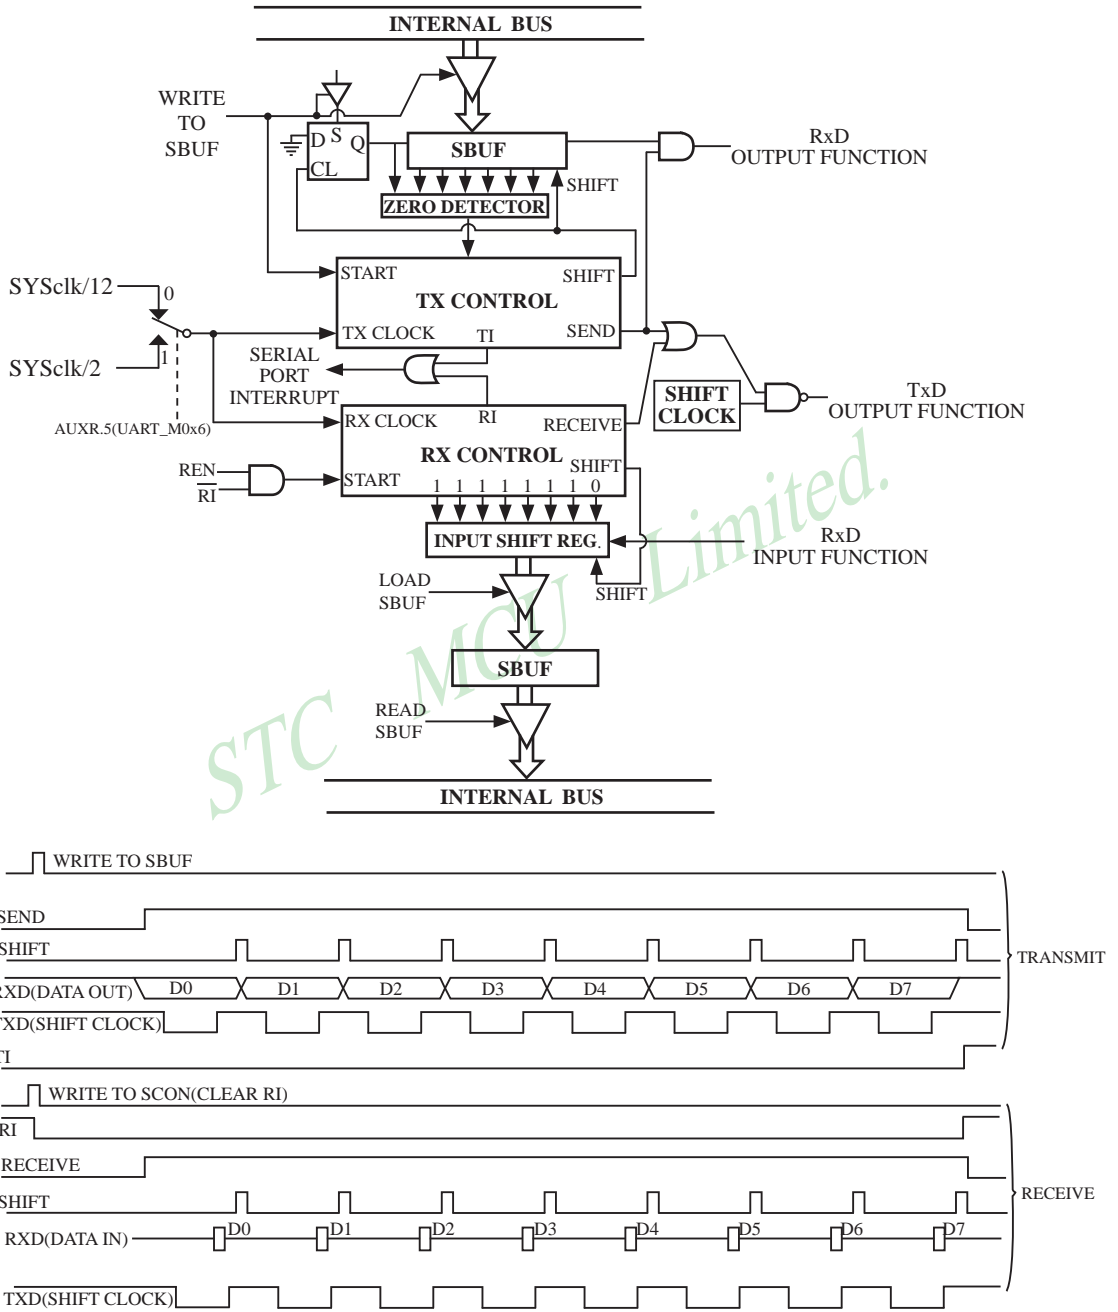 INTERNAL BUS
WRITE
TO
SBUF
D S Q
CL
SBUF
RxD
OUTPUT FUNCTION
SHIFT
ZERO DETECTOR
START
SHIFT
TX CONTROL
TX CLOCK
TI
SEND
SYSclk/12
0
SYSclk/2
1
AUXR.5(UART_M0x6)
SERIAL
PORT
INTERRUPT
SHIFT
CLOCK
TxD
OUTPUT FUNCTION
RX CLOCK
RI
RECEIVE
RX CONTROL
SHIFT
START
1 1 1 1 1 1 1 0
REN
RI
INPUT SHIFT REG.
RxD
INPUT FUNCTION
LOAD
SBUF
SHIFT
SBUF
READ
SBUF
INTERNAL BUS
STC MCU Limited.
WRITE TO SBUF
SEND
SHIFT
RXD(DATA OUT) D0 D1 D2 D3 D4 D5 D6 D7
TXD(SHIFT CLOCK)
TI
TRANSMIT
WRITE TO SCON(CLEAR RI)
RI
RECEIVE
SHIFT
RXD(DATA IN) D0 D1 D2 D3 D4 D5 D6 D7
TXD(SHIFT CLOCK)
RECEIVE